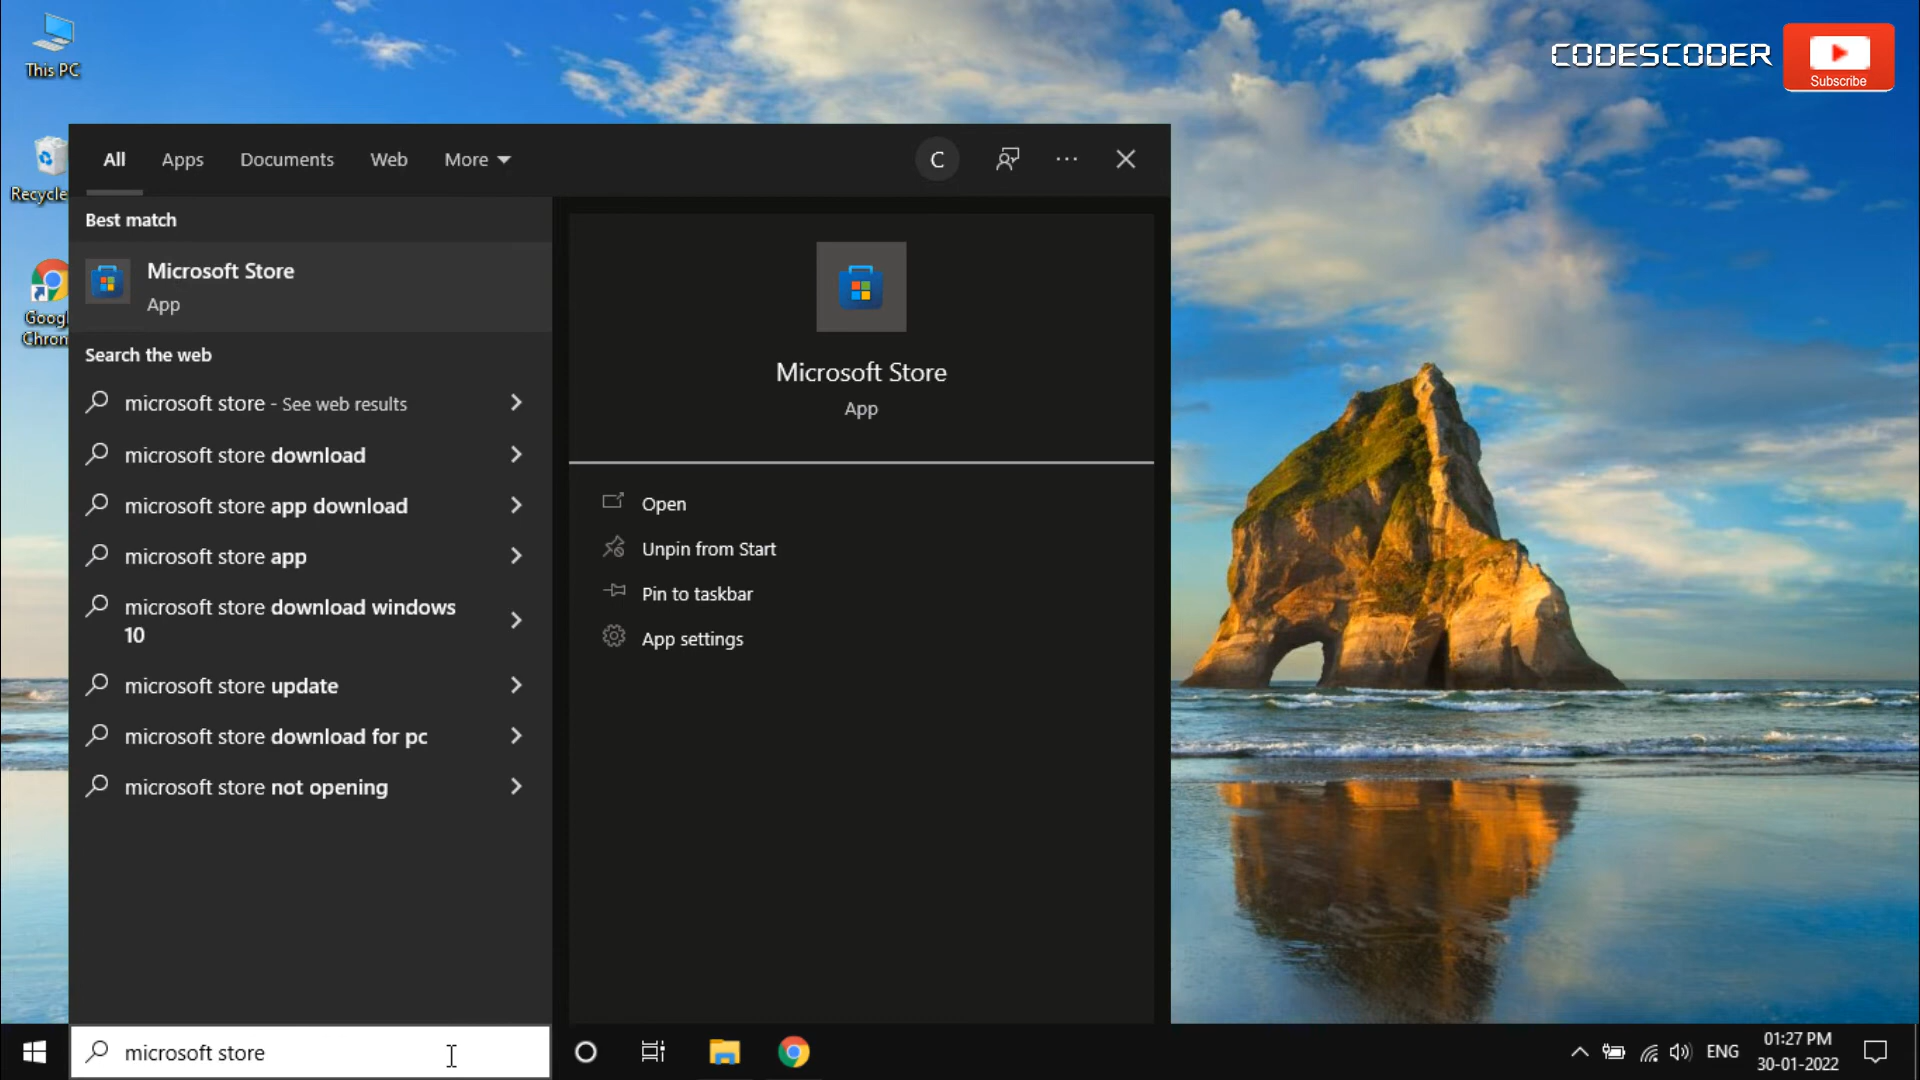 This PC
CODESCODER
Subscribe
Recycle
Googl
Chron
All Apps Documents Web More
C
Best match
Microsoft Store
App
Search the web
microsoft store - See web results
microsoft store download
microsoft store app download
microsoft store app
microsoft store download windows
10
microsoft store update
microsoft store download for pc
microsoft store not opening
Microsoft Store
App
Open
Unpin from Start
Pin to taskbar
App settings
microsoft store
ENG
01:27 PM
30-01-2022